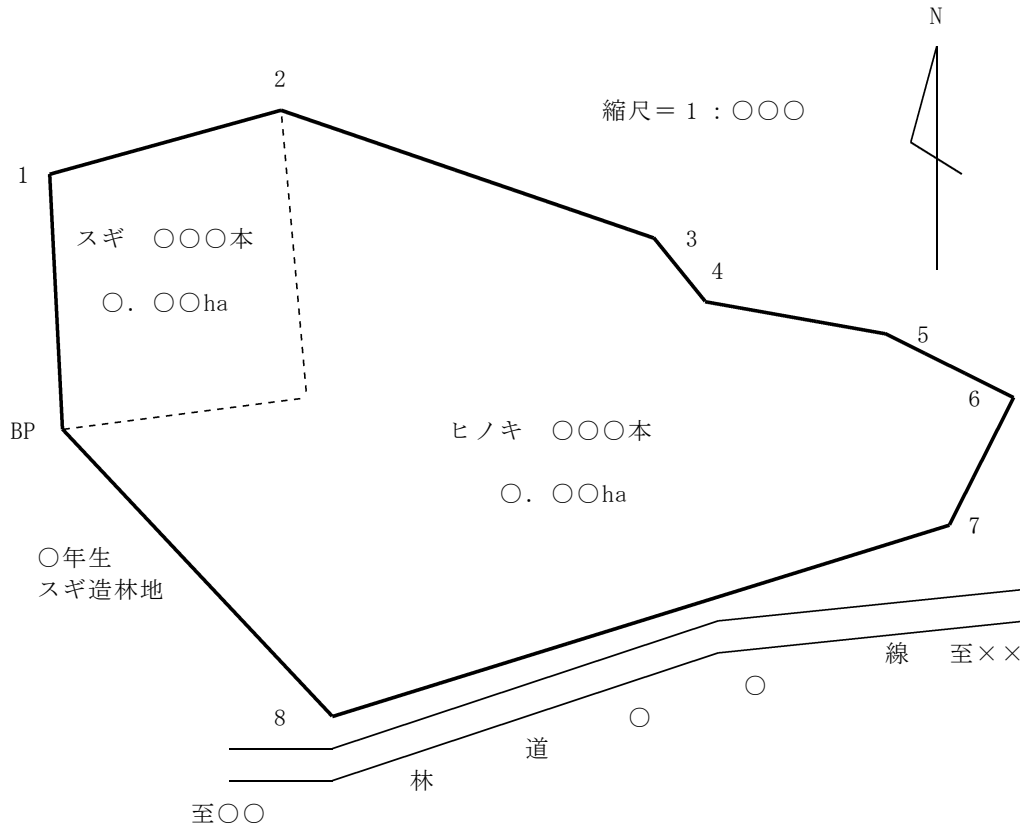 N
2
縮尺＝１：○○○
1
スギ　○○○本
3
4
○．○○ha
5
6
BP
ヒノキ　○○○本
○．○○ha
7
○年生
スギ造林地
線　至××
○
8
○
道
林
至○○